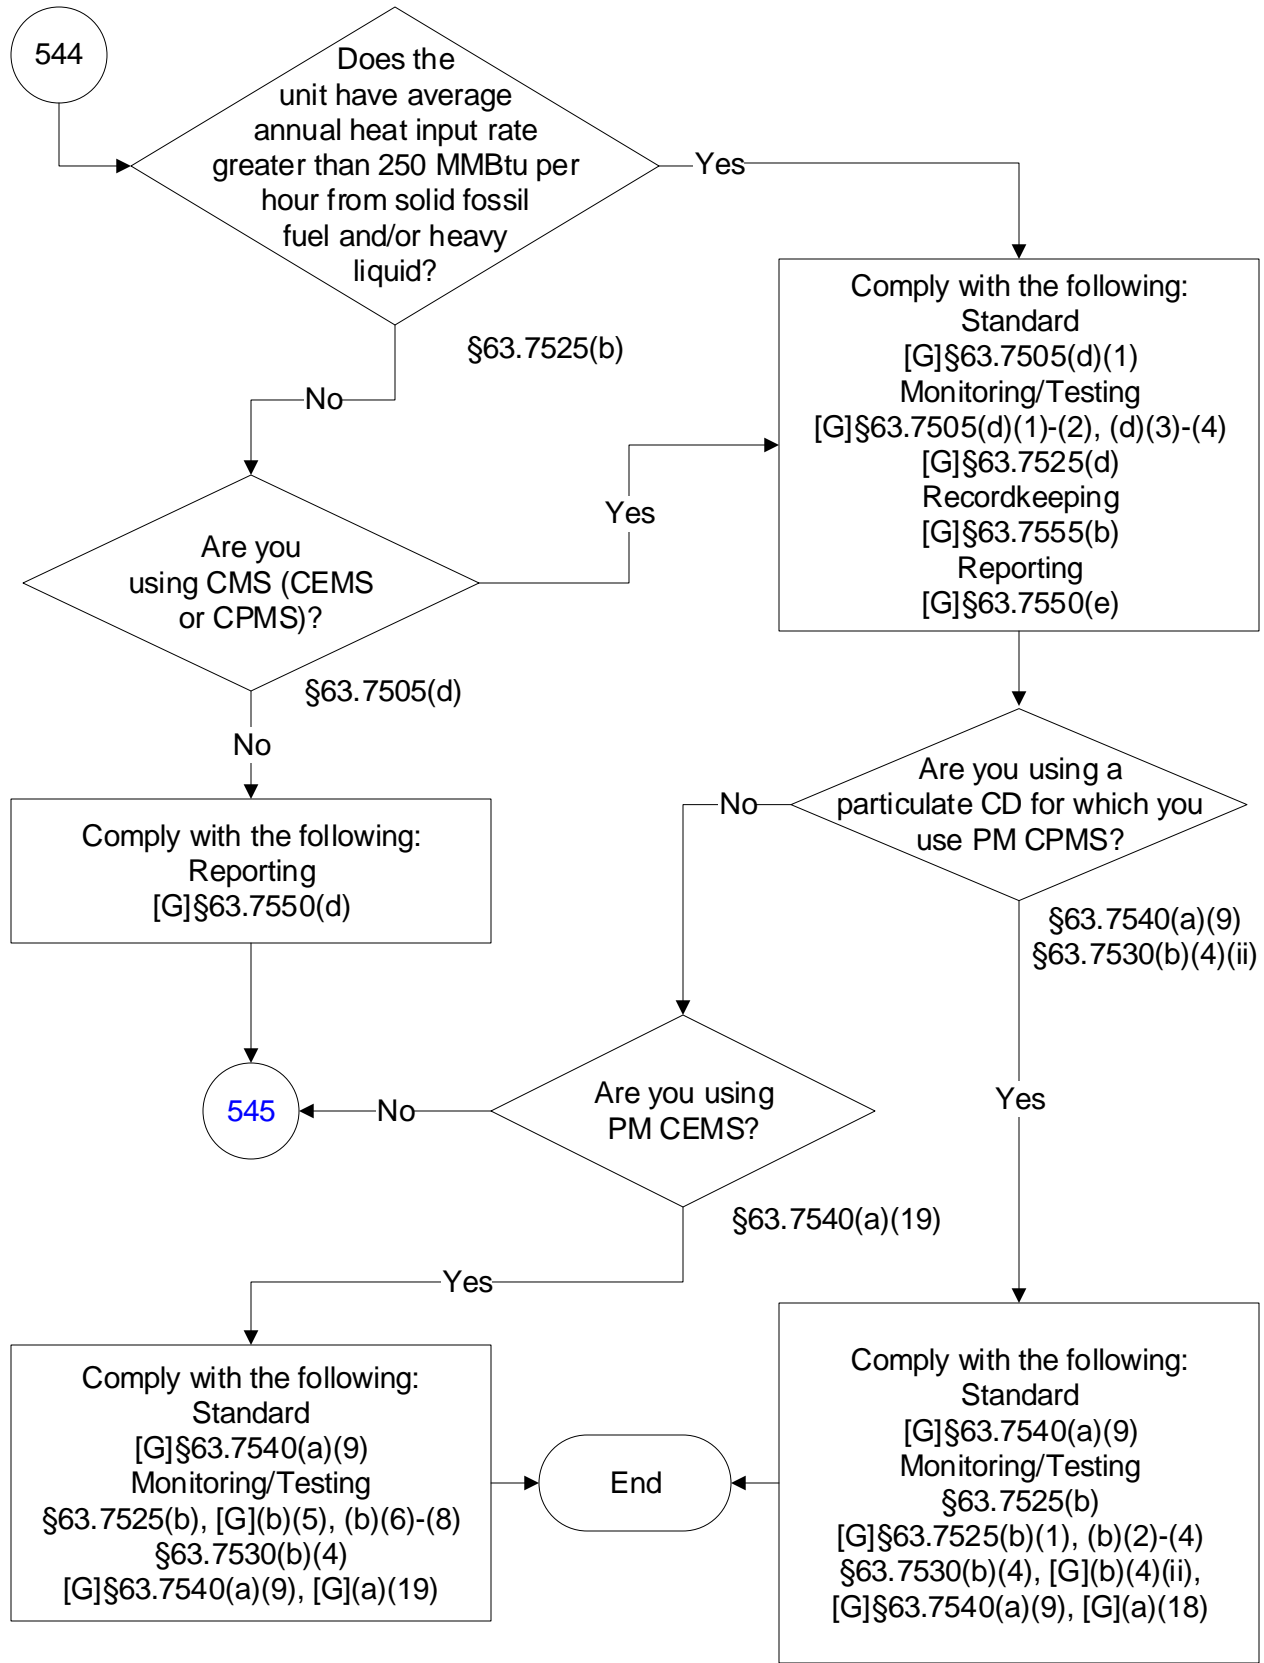 544
Does the
unit have average
annual heat input rate
greater than 250 MMBtu per
hour from solid fossil
fuel and/or heavy
liquid?
Yes
§63.7525(b)
No
Comply with the following:
Standard
[G]§63.7505(d)(1)
Monitoring/Testing
[G]§63.7505(d)(1)-(2), (d)(3)-(4)
[G]§63.7525(d)
Recordkeeping
[G]§63.7555(b)
Reporting
[G]§63.7550(e)
Are you
using CMS (CEMS
or CPMS)?
Yes
§63.7505(d)
No
Comply with the following:
Reporting
[G]§63.7550(d)
Are you using a
particulate CD for which you
use PM CPMS?
No
§63.7540(a)(9)
§63.7530(b)(4)(ii)
Yes
Are you using
PM CEMS?
No
545
§63.7540(a)(19)
Yes
Comply with the following:
Standard
[G]§63.7540(a)(9)
Monitoring/Testing
§63.7525(b), [G](b)(5), (b)(6)-(8)
§63.7530(b)(4)
[G]§63.7540(a)(9), [G](a)(19)
End
Comply with the following:
Standard
[G]§63.7540(a)(9)
Monitoring/Testing
§63.7525(b)
[G]§63.7525(b)(1), (b)(2)-(4)
§63.7530(b)(4), [G](b)(4)(ii),
[G]§63.7540(a)(9), [G](a)(18)